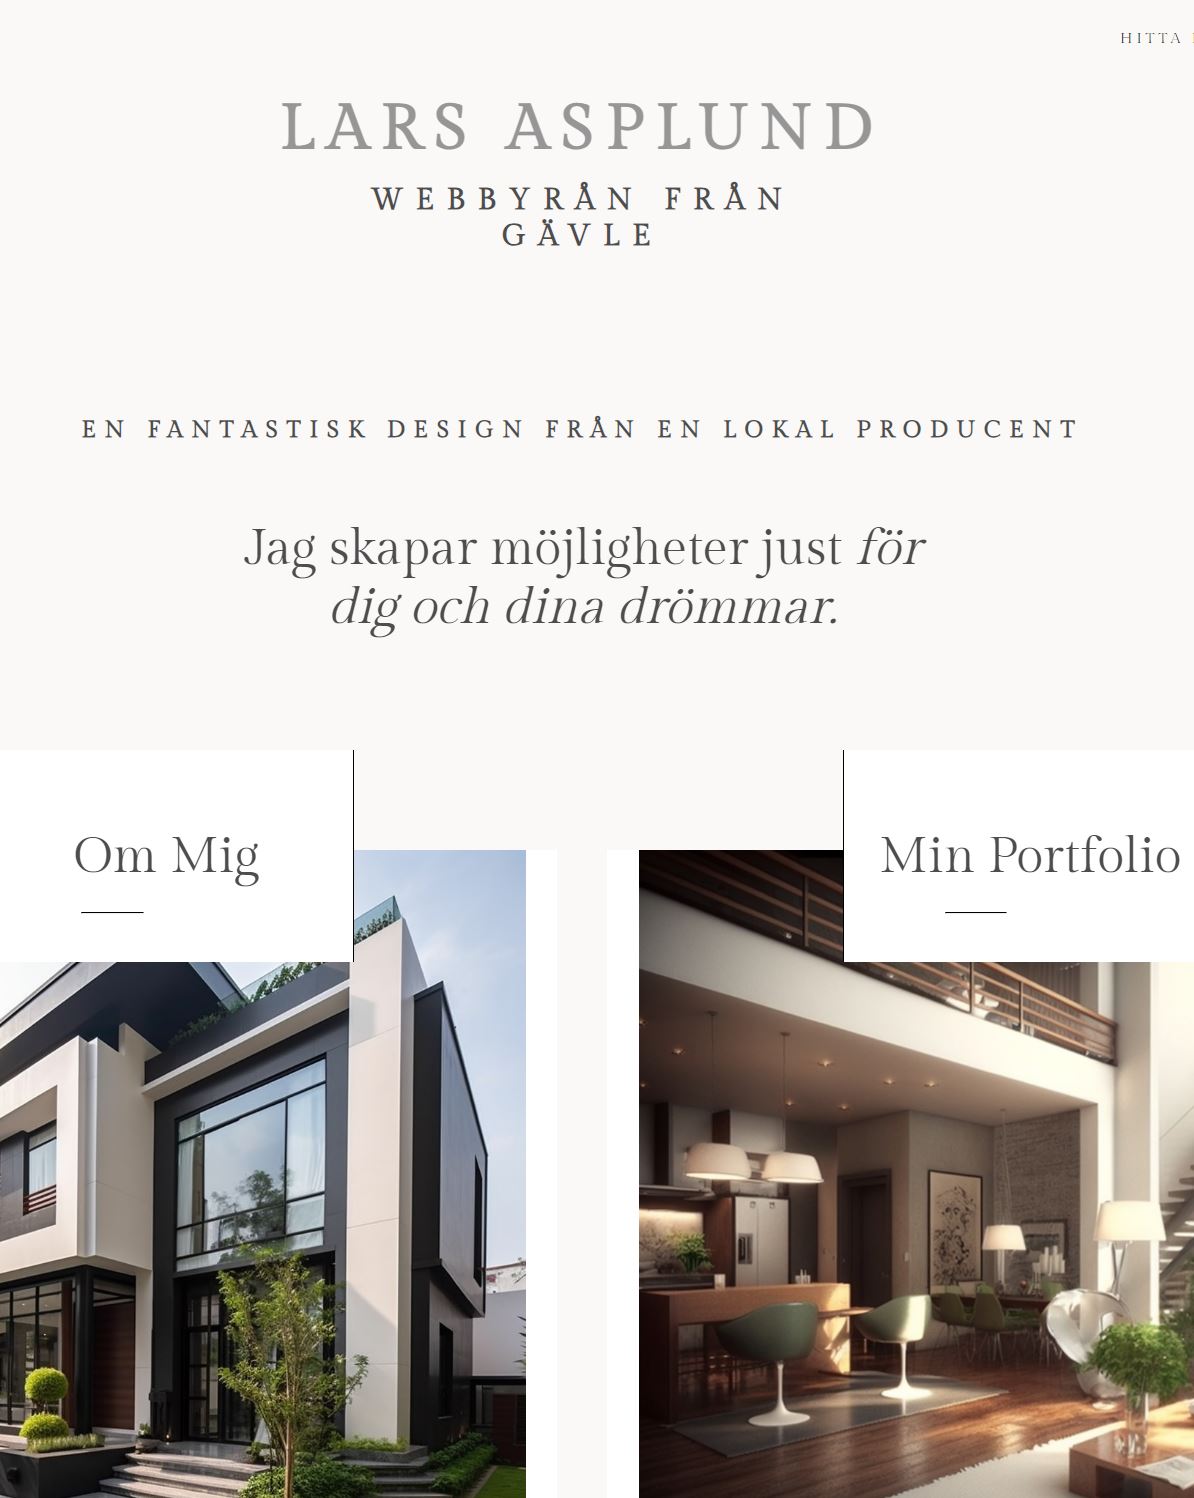 HITTA
LARS ASPLUND
WEBBYRÅN FRÅN
GÄVLE
EN FANTASTISK DESIGN FRÅN EN LOKAL PRODUCENT
Jag skapar möjligheter just för
dig och dina drömmar.
Om Mig
Min Portfolio